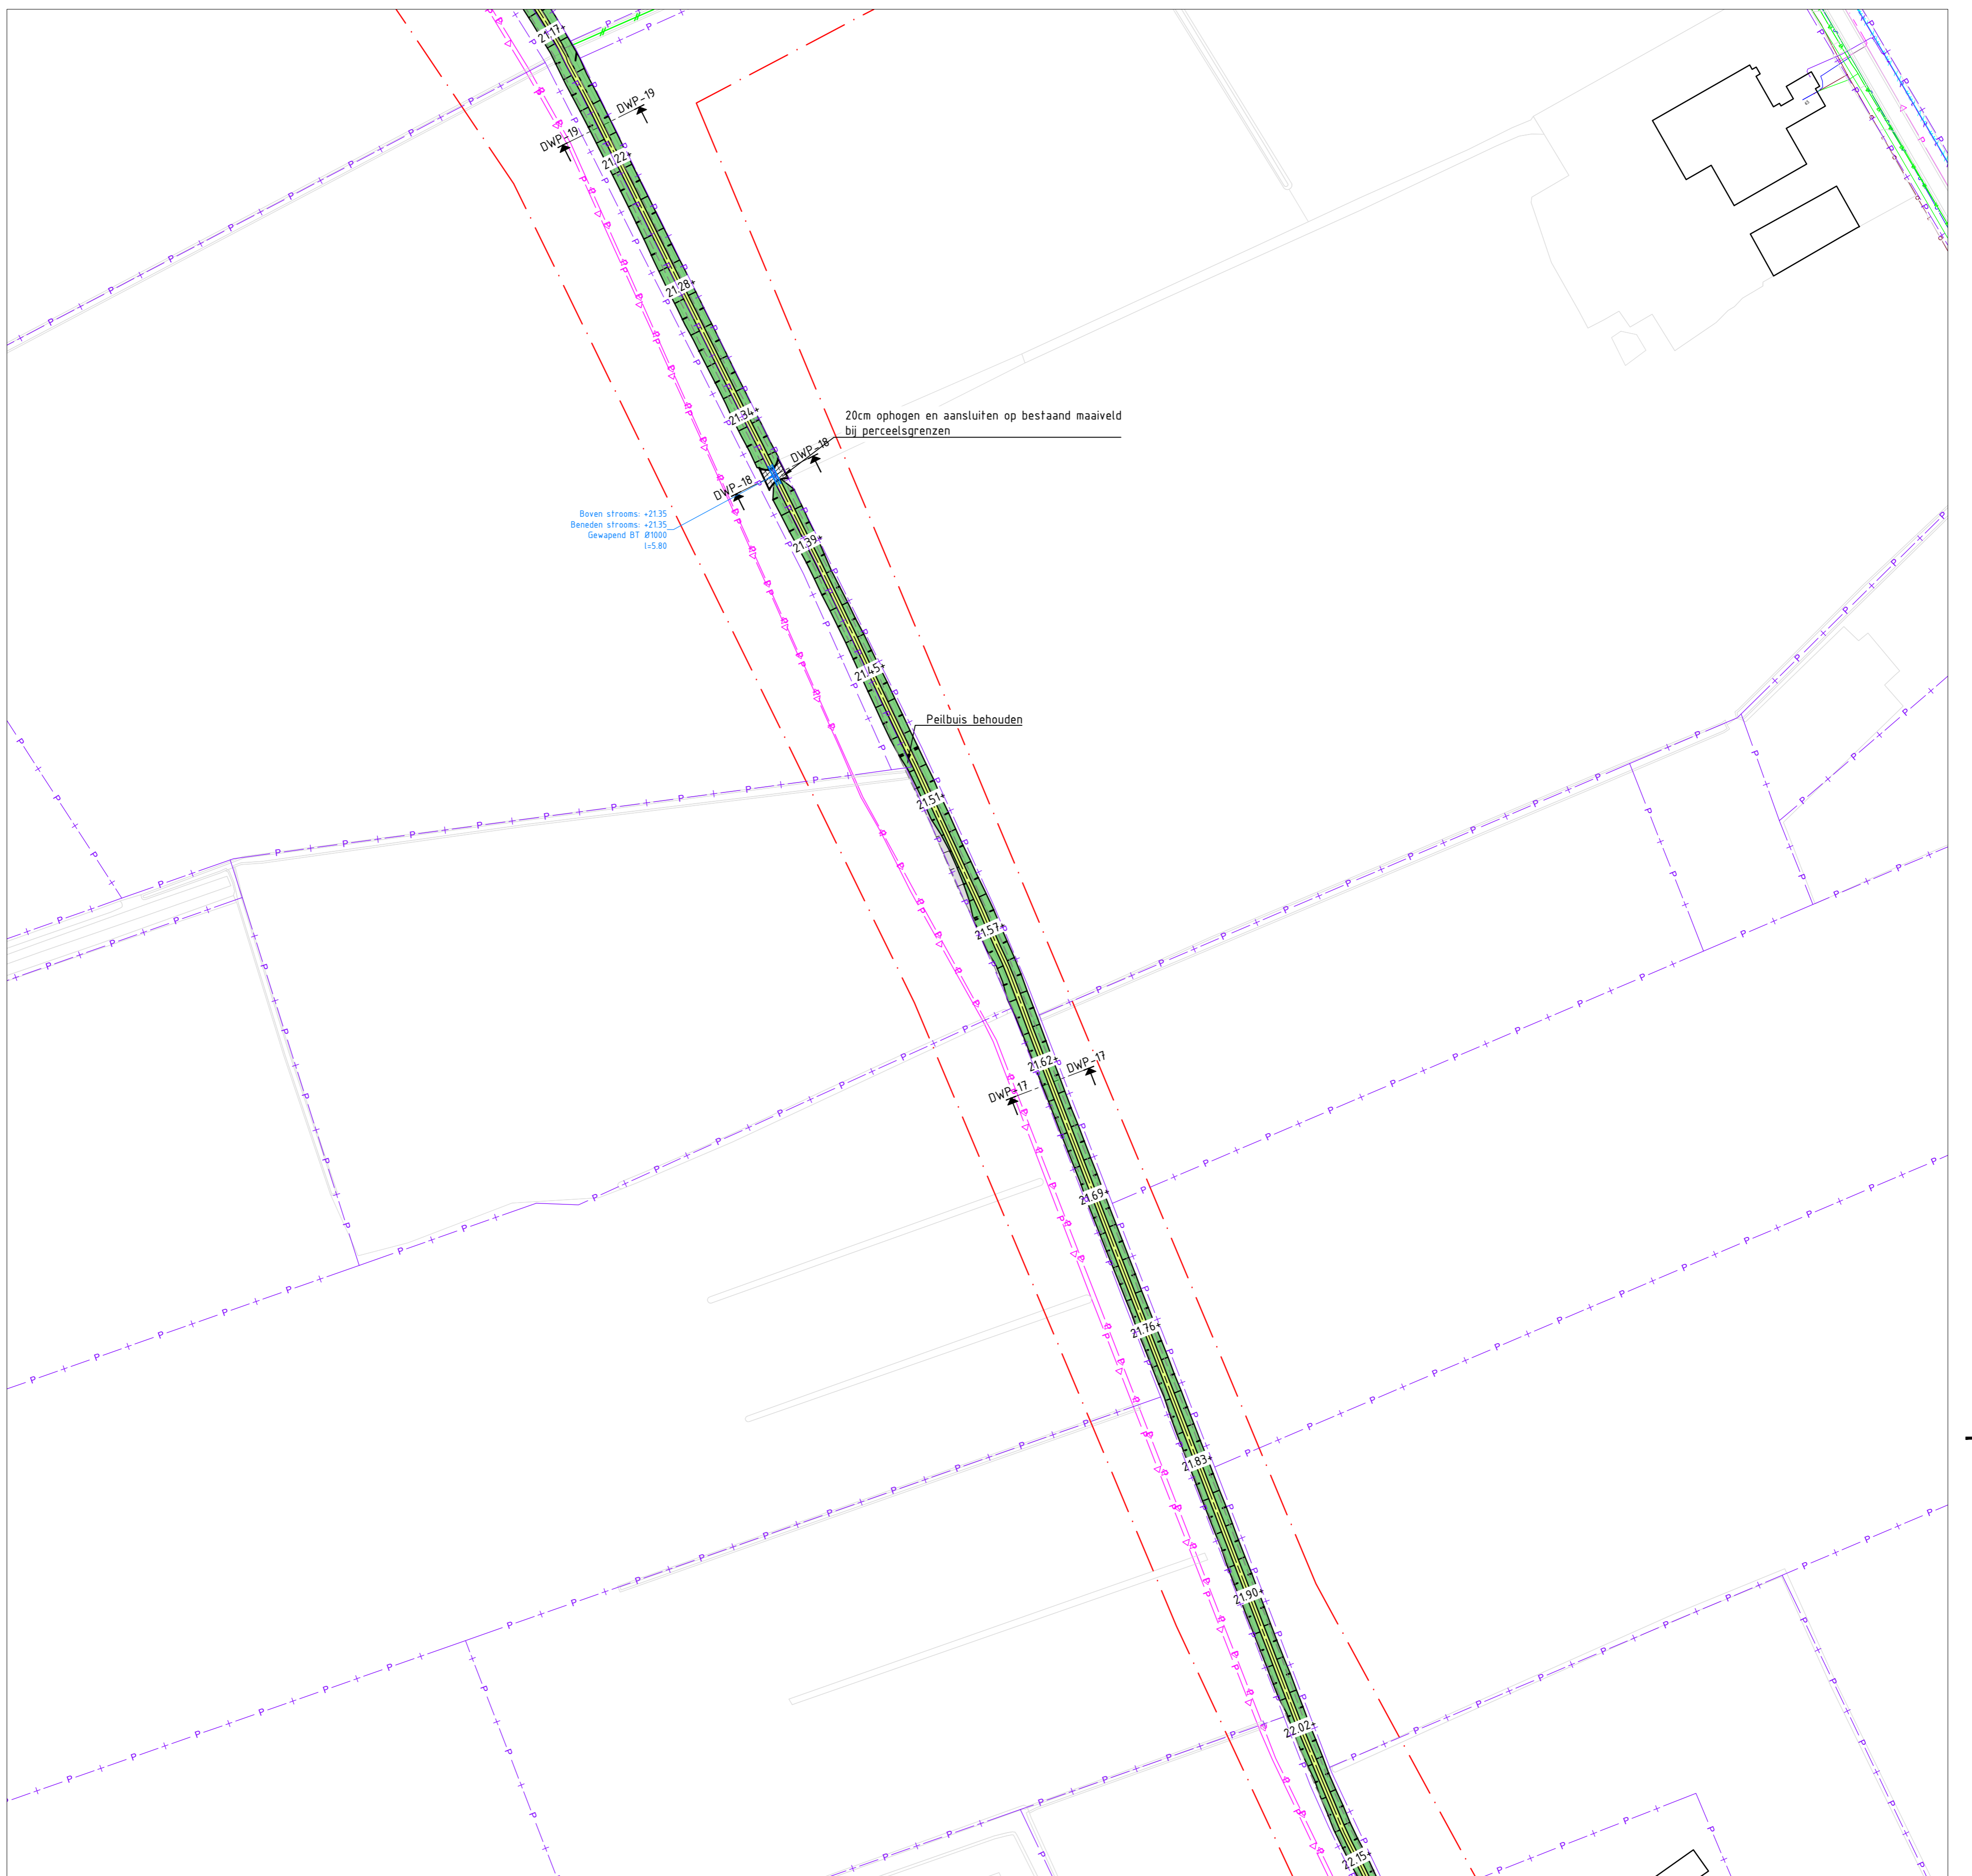 21.17+
DWP-19
DWP-19
21.22+
21.28+
21.34+
20cm ophogen en aansluiten op bestaand maaiveld
bij perceelsgrenzen
DWP-18
DWP-18
Boven strooms: +21.35
Beneden strooms: +21.35
Gewapend BT Ø1000
l=5.80
21.39+
21.45+
Peilbuis behouden
21.51+
21.57+
21.62+
DWP-17
DWP-17
21.69+
21.76+
21.83+
21.90+
22.02+
22.15+